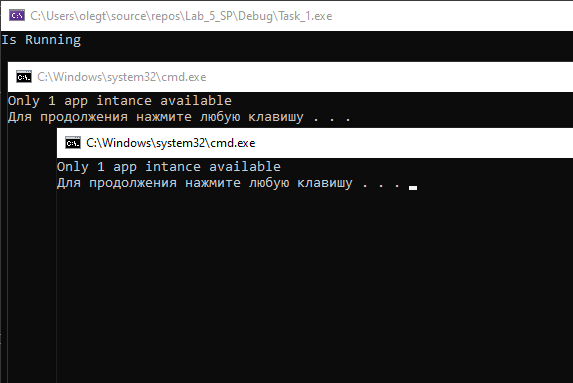 C:\Users\olegt\source\repos\Lab_5_SP\Debug\Task_1.exe
Is Running
C:\Windows\system32\cmd.exe
Only 1 app intance available
Для продолжения нажмите любую клавишу . . .
C:\Windows\system32\cmd.exe
Only 1 app intance available
Для продолжения нажмите любую клавишу . . .